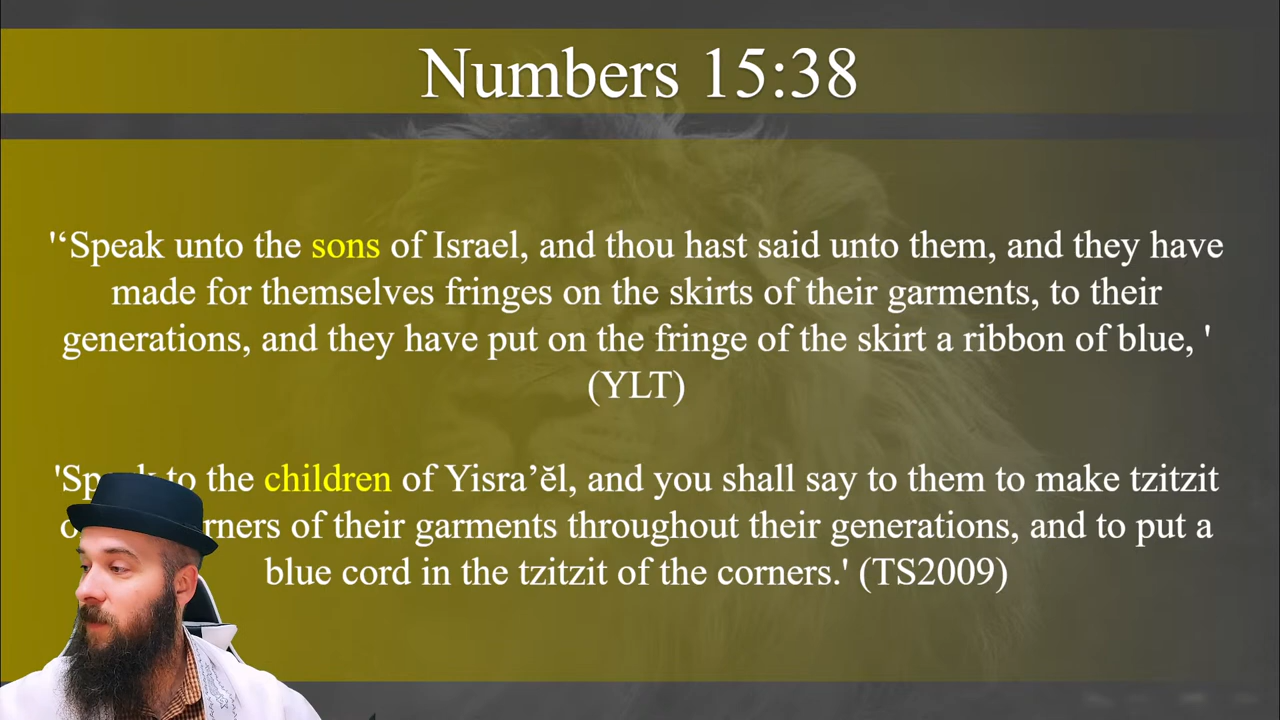 Numbers 15:38
'“Speak unto the sons of Israel, and thou hast said unto them, and they have
made for themselves fringes on the skirts of their garments, to their
generations, and they have put on the fringe of the skirt a ribbon of blue, '
(YLT)
to the children of Yisra’ĕl, and you shall say to them to make tzitzit
of their garments throughout their generations, and to put a
blue cord in the tzitzit of the corners.' (TS2009)